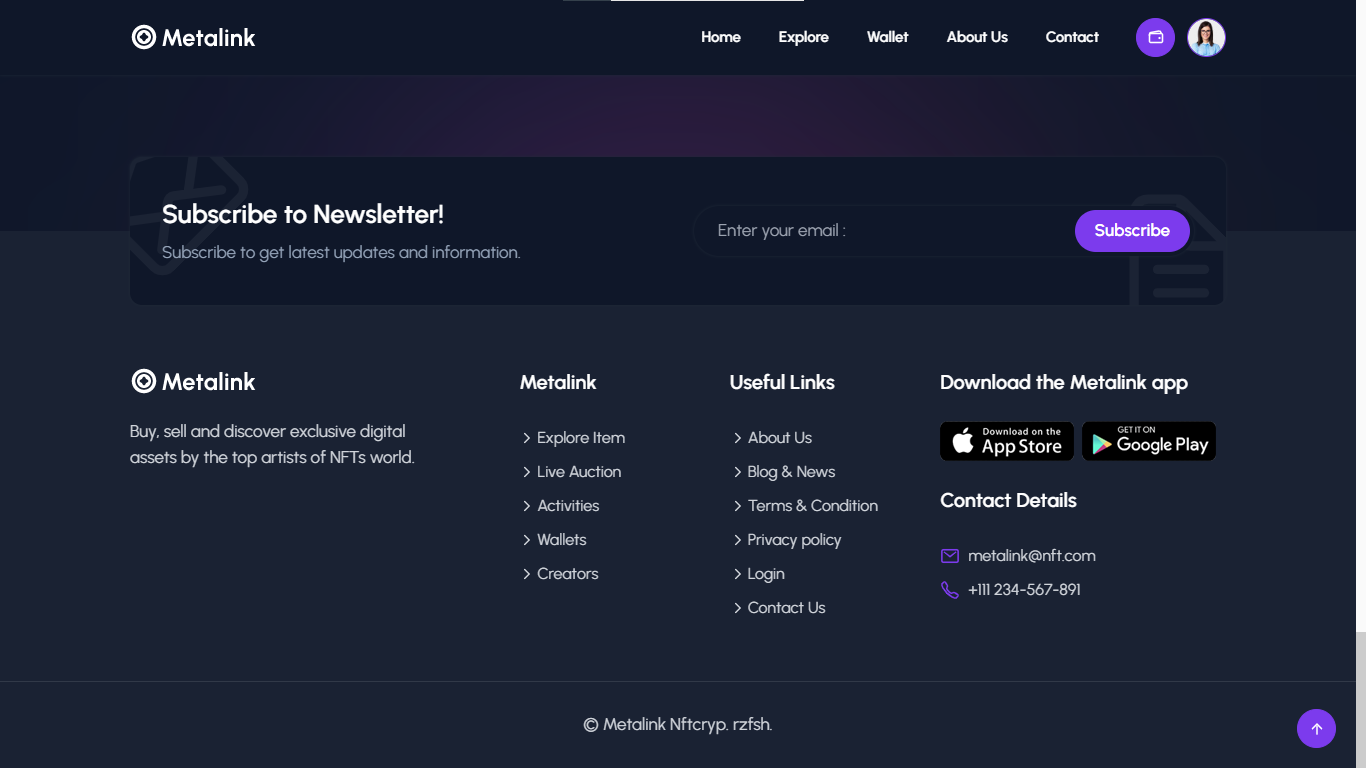 Metalink
Home
Explore
Wallet
About Us
Contact
Subscribe to Newsletter!
Subscribe to get latest updates and information.
Enter your email :
Subscribe
Metalink
Buy, sell and discover exclusive digital
assets by the top artists of NFTs world.
Metalink
Explore Item
Live Auction
Activities
Wallets
Creators
Useful Links
About Us
Blog & News
Terms & Condition
Privacy policy
Login
Contact Us
Download the Metalink app
Download on the
App Store
GET IT ON
Google Play
Contact Details
metalink@nft.com
+111 234-567-891
© Metalink Nftcryp. rzfsh.